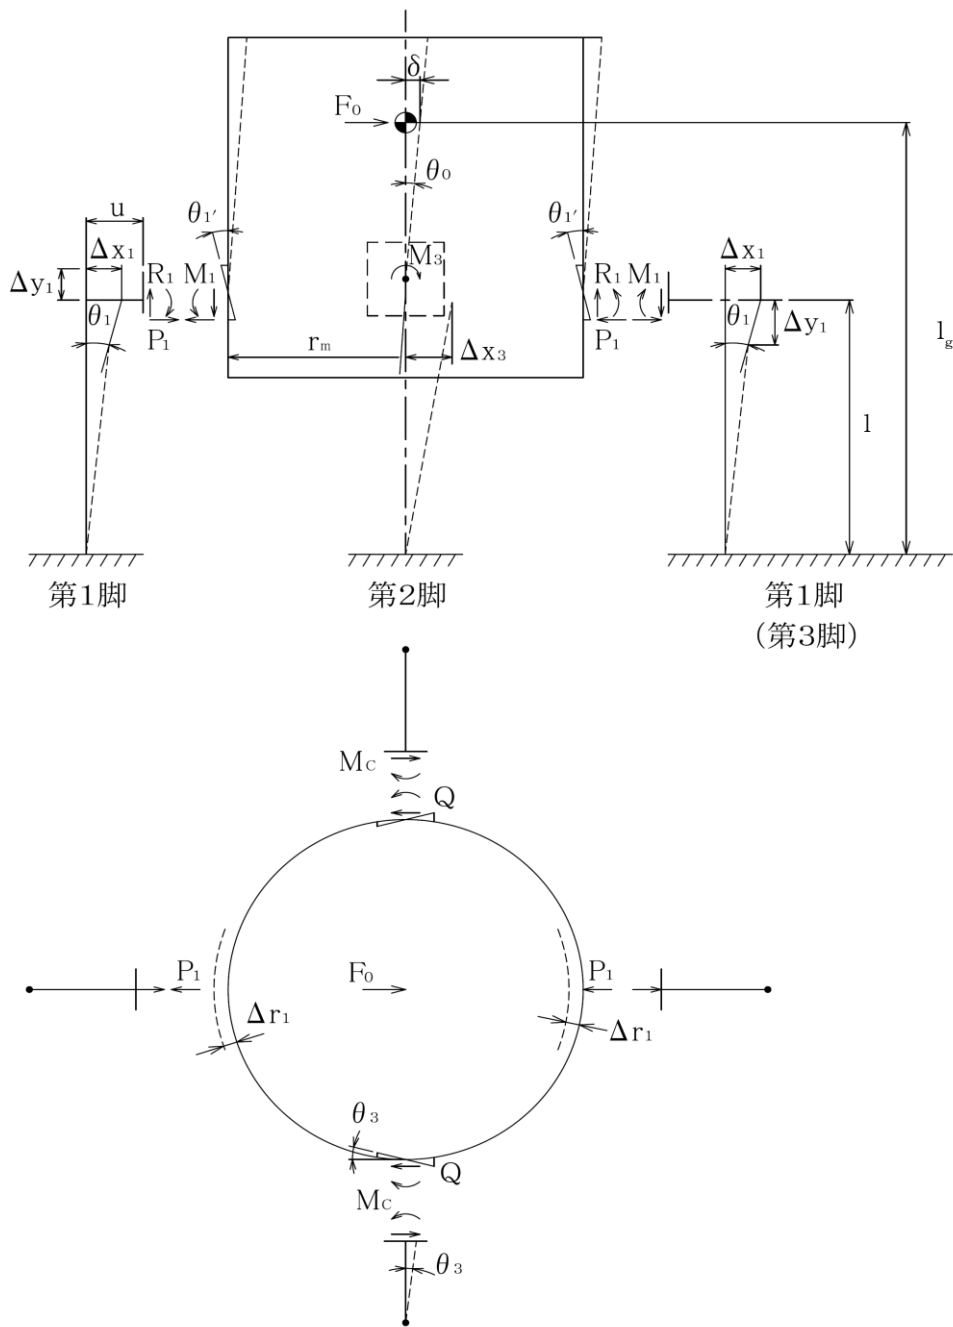 δ
F₀
θ₀
u
θ₁′
θ₁′
Δx₁
M₃
Δx₁
Δy₁
R₁ M₁
R₁ M₁
θ₁
P₁
P₁
θ₁
Δy₁
rₘ
Δx₃
l_g
l
第1脚
第2脚
第1脚
(第3脚)
M_C
Q
P₁
F₀
P₁
Δr₁
Δr₁
θ₃
Q
M_C
θ₃